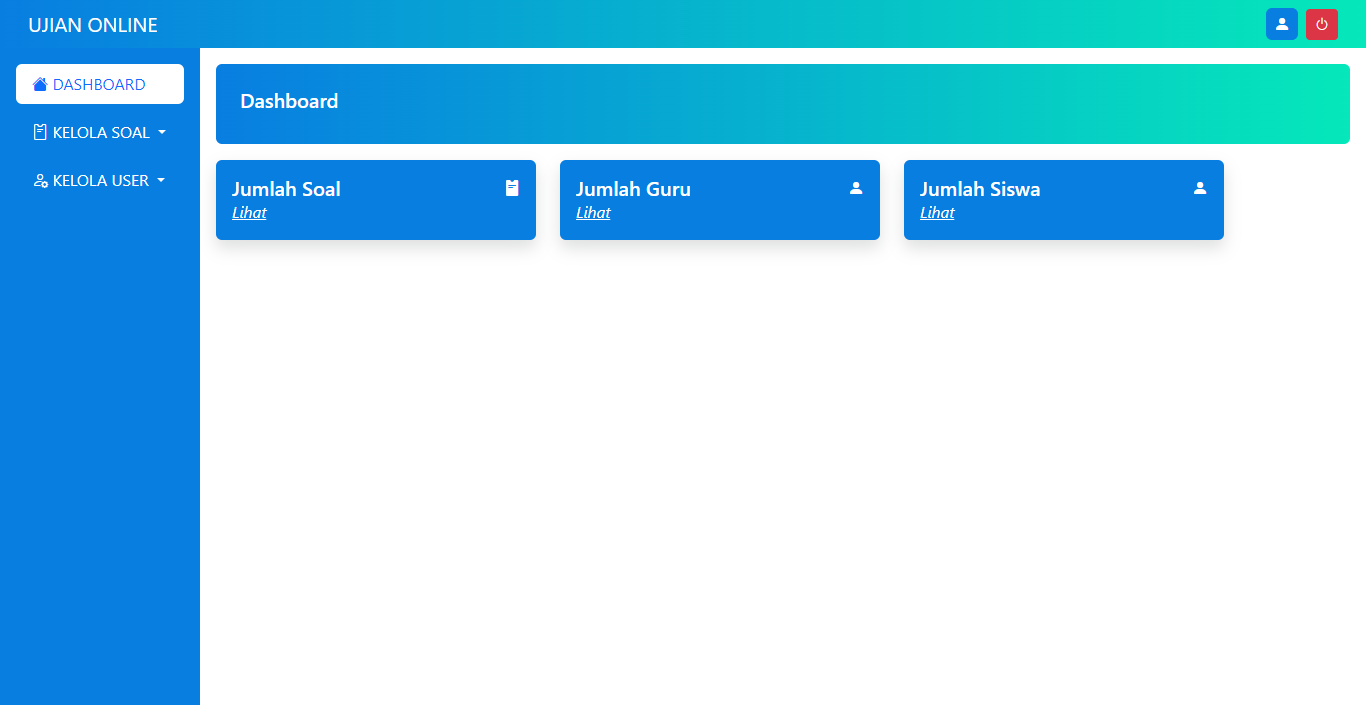 UJIAN ONLINE
DASHBOARD
KELOLA SOAL
KELOLA USER
Dashboard
Jumlah Soal
Lihat
Jumlah Guru
Lihat
Jumlah Siswa
Lihat